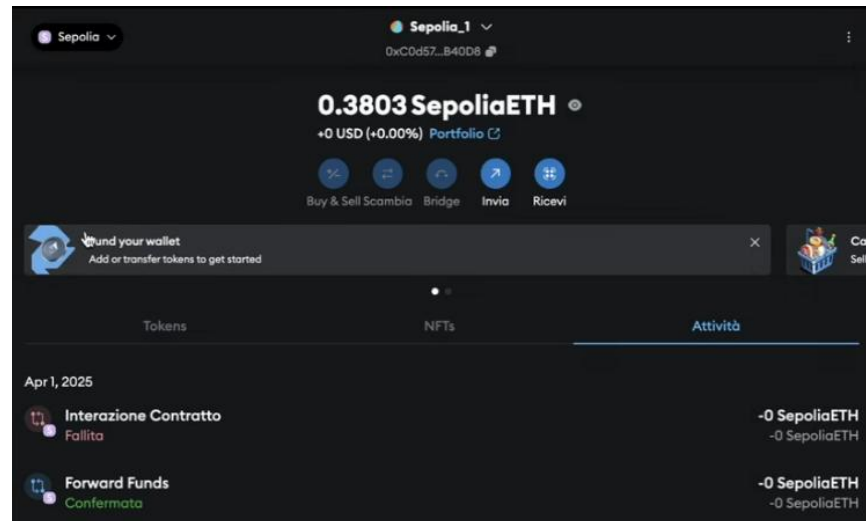 Sepolia
Sepolia_1
0xC0d57...B40D8
0.3803 SepoliaETH
+0 USD (+0.00%) Portfolio
Buy & Sell Scambia Bridge Invia Ricevi
und your wallet
Add or transfer tokens to get started
Ca
Sell
Tokens NFTs Attività
Apr 1, 2025
Interazione Contratto -0 SepoliaETH
Fallita -0 SepoliaETH
Forward Funds -0 SepoliaETH
Confermata -0 SepoliaETH